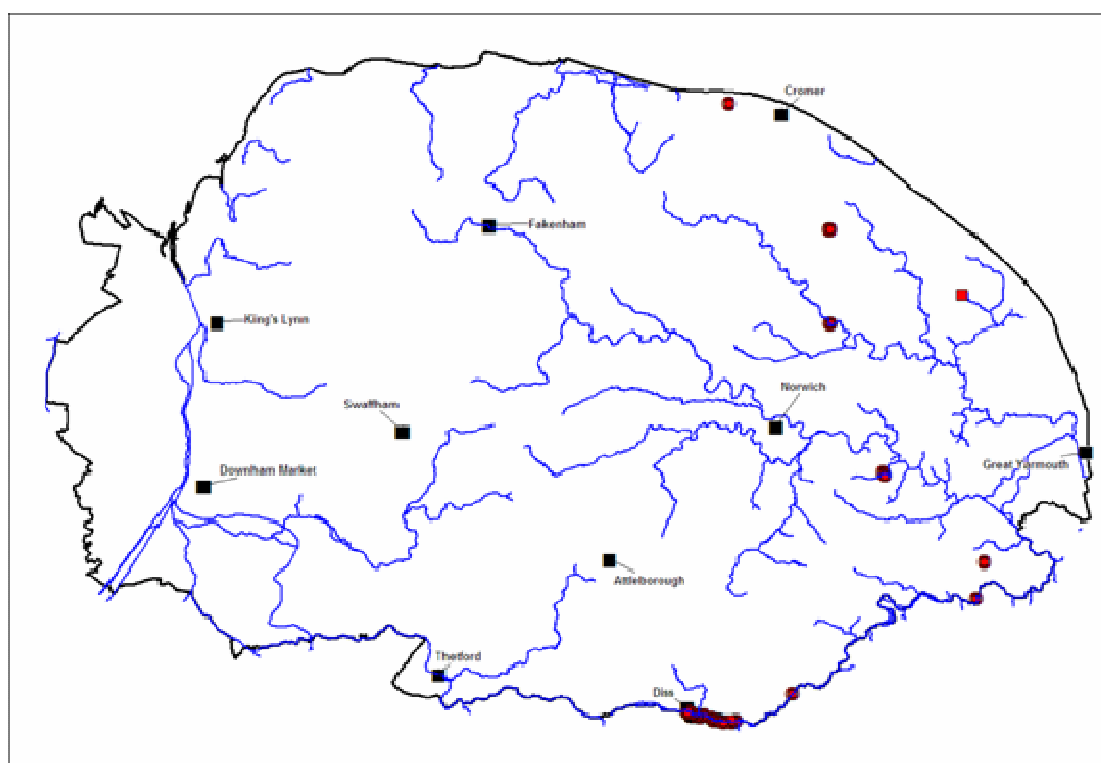 Cromer
Fakenham
King's Lynn
Norwich
Swaffham
Great Yarmouth
Downham Market
Attleborough
Thetford
Diss